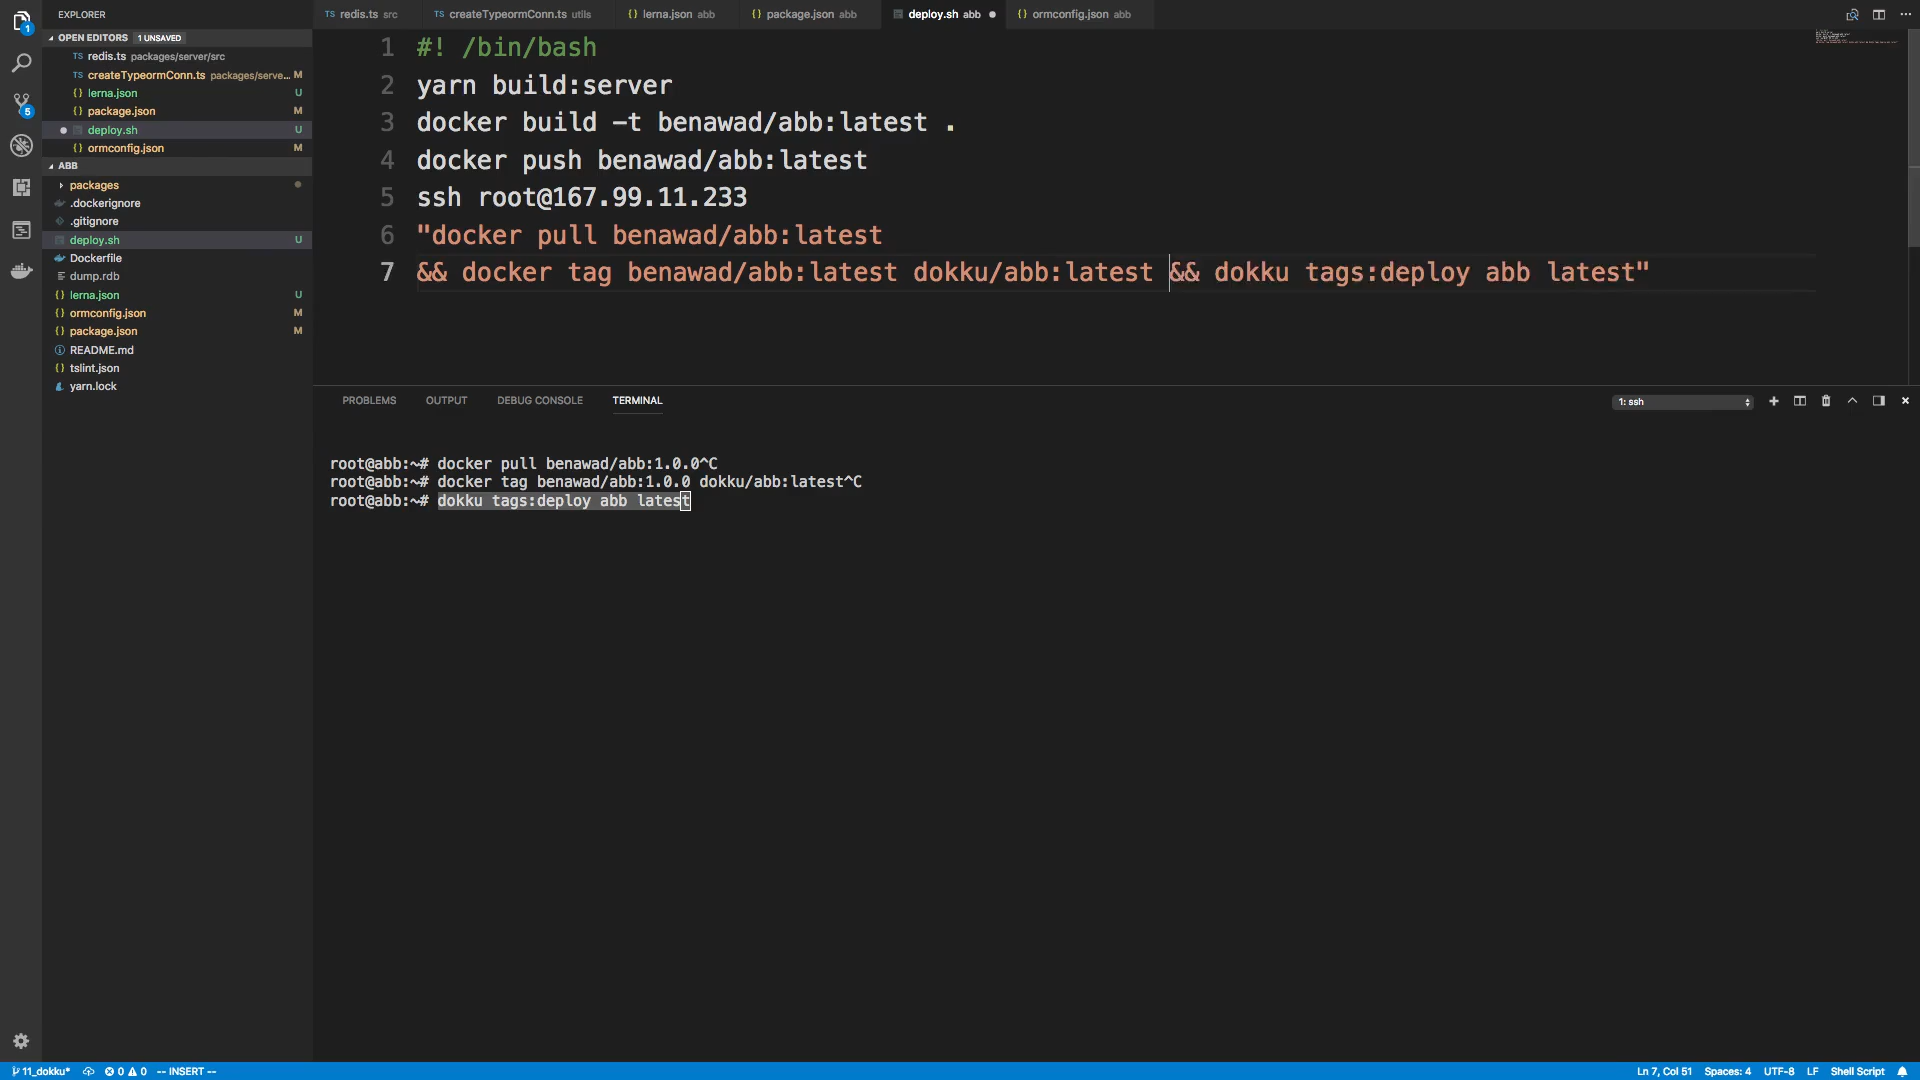 EXPLORER
redis.ts src
createTypeormConn.ts utils
lerna.json abb
package.json abb
deploy.sh abb
ormconfig.json abb
OPEN EDITORS 1 UNSAVED
TS redis.ts packages/server/src
TS createTypeormConn.ts packages/serve... M
{} lerna.json U
{} package.json M
deploy.sh U
{} ormconfig.json M
ABB
packages
.dockerignore
.gitignore
deploy.sh U
Dockerfile
dump.rdb
{} lerna.json U
{} ormconfig.json M
{} package.json M
README.md
{} tslint.json
yarn.lock
1 #! /bin/bash
2 yarn build:server
3 docker build -t benawad/abb:latest .
4 docker push benawad/abb:latest
5 ssh root@167.99.11.233
6 "docker pull benawad/abb:latest
7 && docker tag benawad/abb:latest dokku/abb:latest && dokku tags:deploy abb latest"
PROBLEMS OUTPUT DEBUG CONSOLE TERMINAL
1: ssh
root@abb:~# docker pull benawad/abb:1.0.0^C
root@abb:~# docker tag benawad/abb:1.0.0 dokku/abb:latest^C
root@abb:~# dokku tags:deploy abb latest
11_dokku* 0 0 -- INSERT --
Ln 7, Col 51 Spaces: 4 UTF-8 LF Shell Script